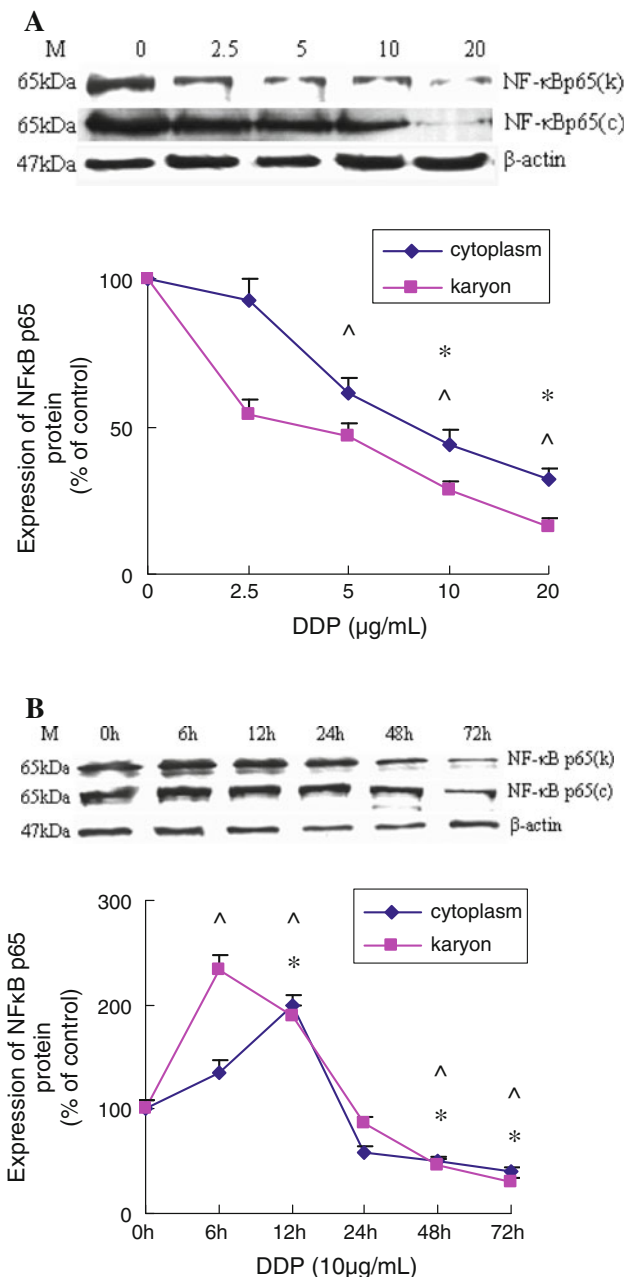 A
M 0 2.5 5 10 20
65kDa NF-κBp65(k)
65kDa NF-κBp65(c)
47kDa β-actin
cytoplasm
karyon
100
50
0
^
*
^
*
^
Expression of NFκB p65
protein
(% of control)
0 2.5 5 10 20
DDP (µg/mL)
B
M 0h 6h 12h 24h 48h 72h
65kDa NF-κB p65(k)
65kDa NF-κB p65(c)
47kDa β-actin
cytoplasm
karyon
300
200
100
0
^ ^
*
^ ^
* *
Expression of NFκB p65
protein
(% of control)
0h 6h 12h 24h 48h 72h
DDP (10µg/mL)